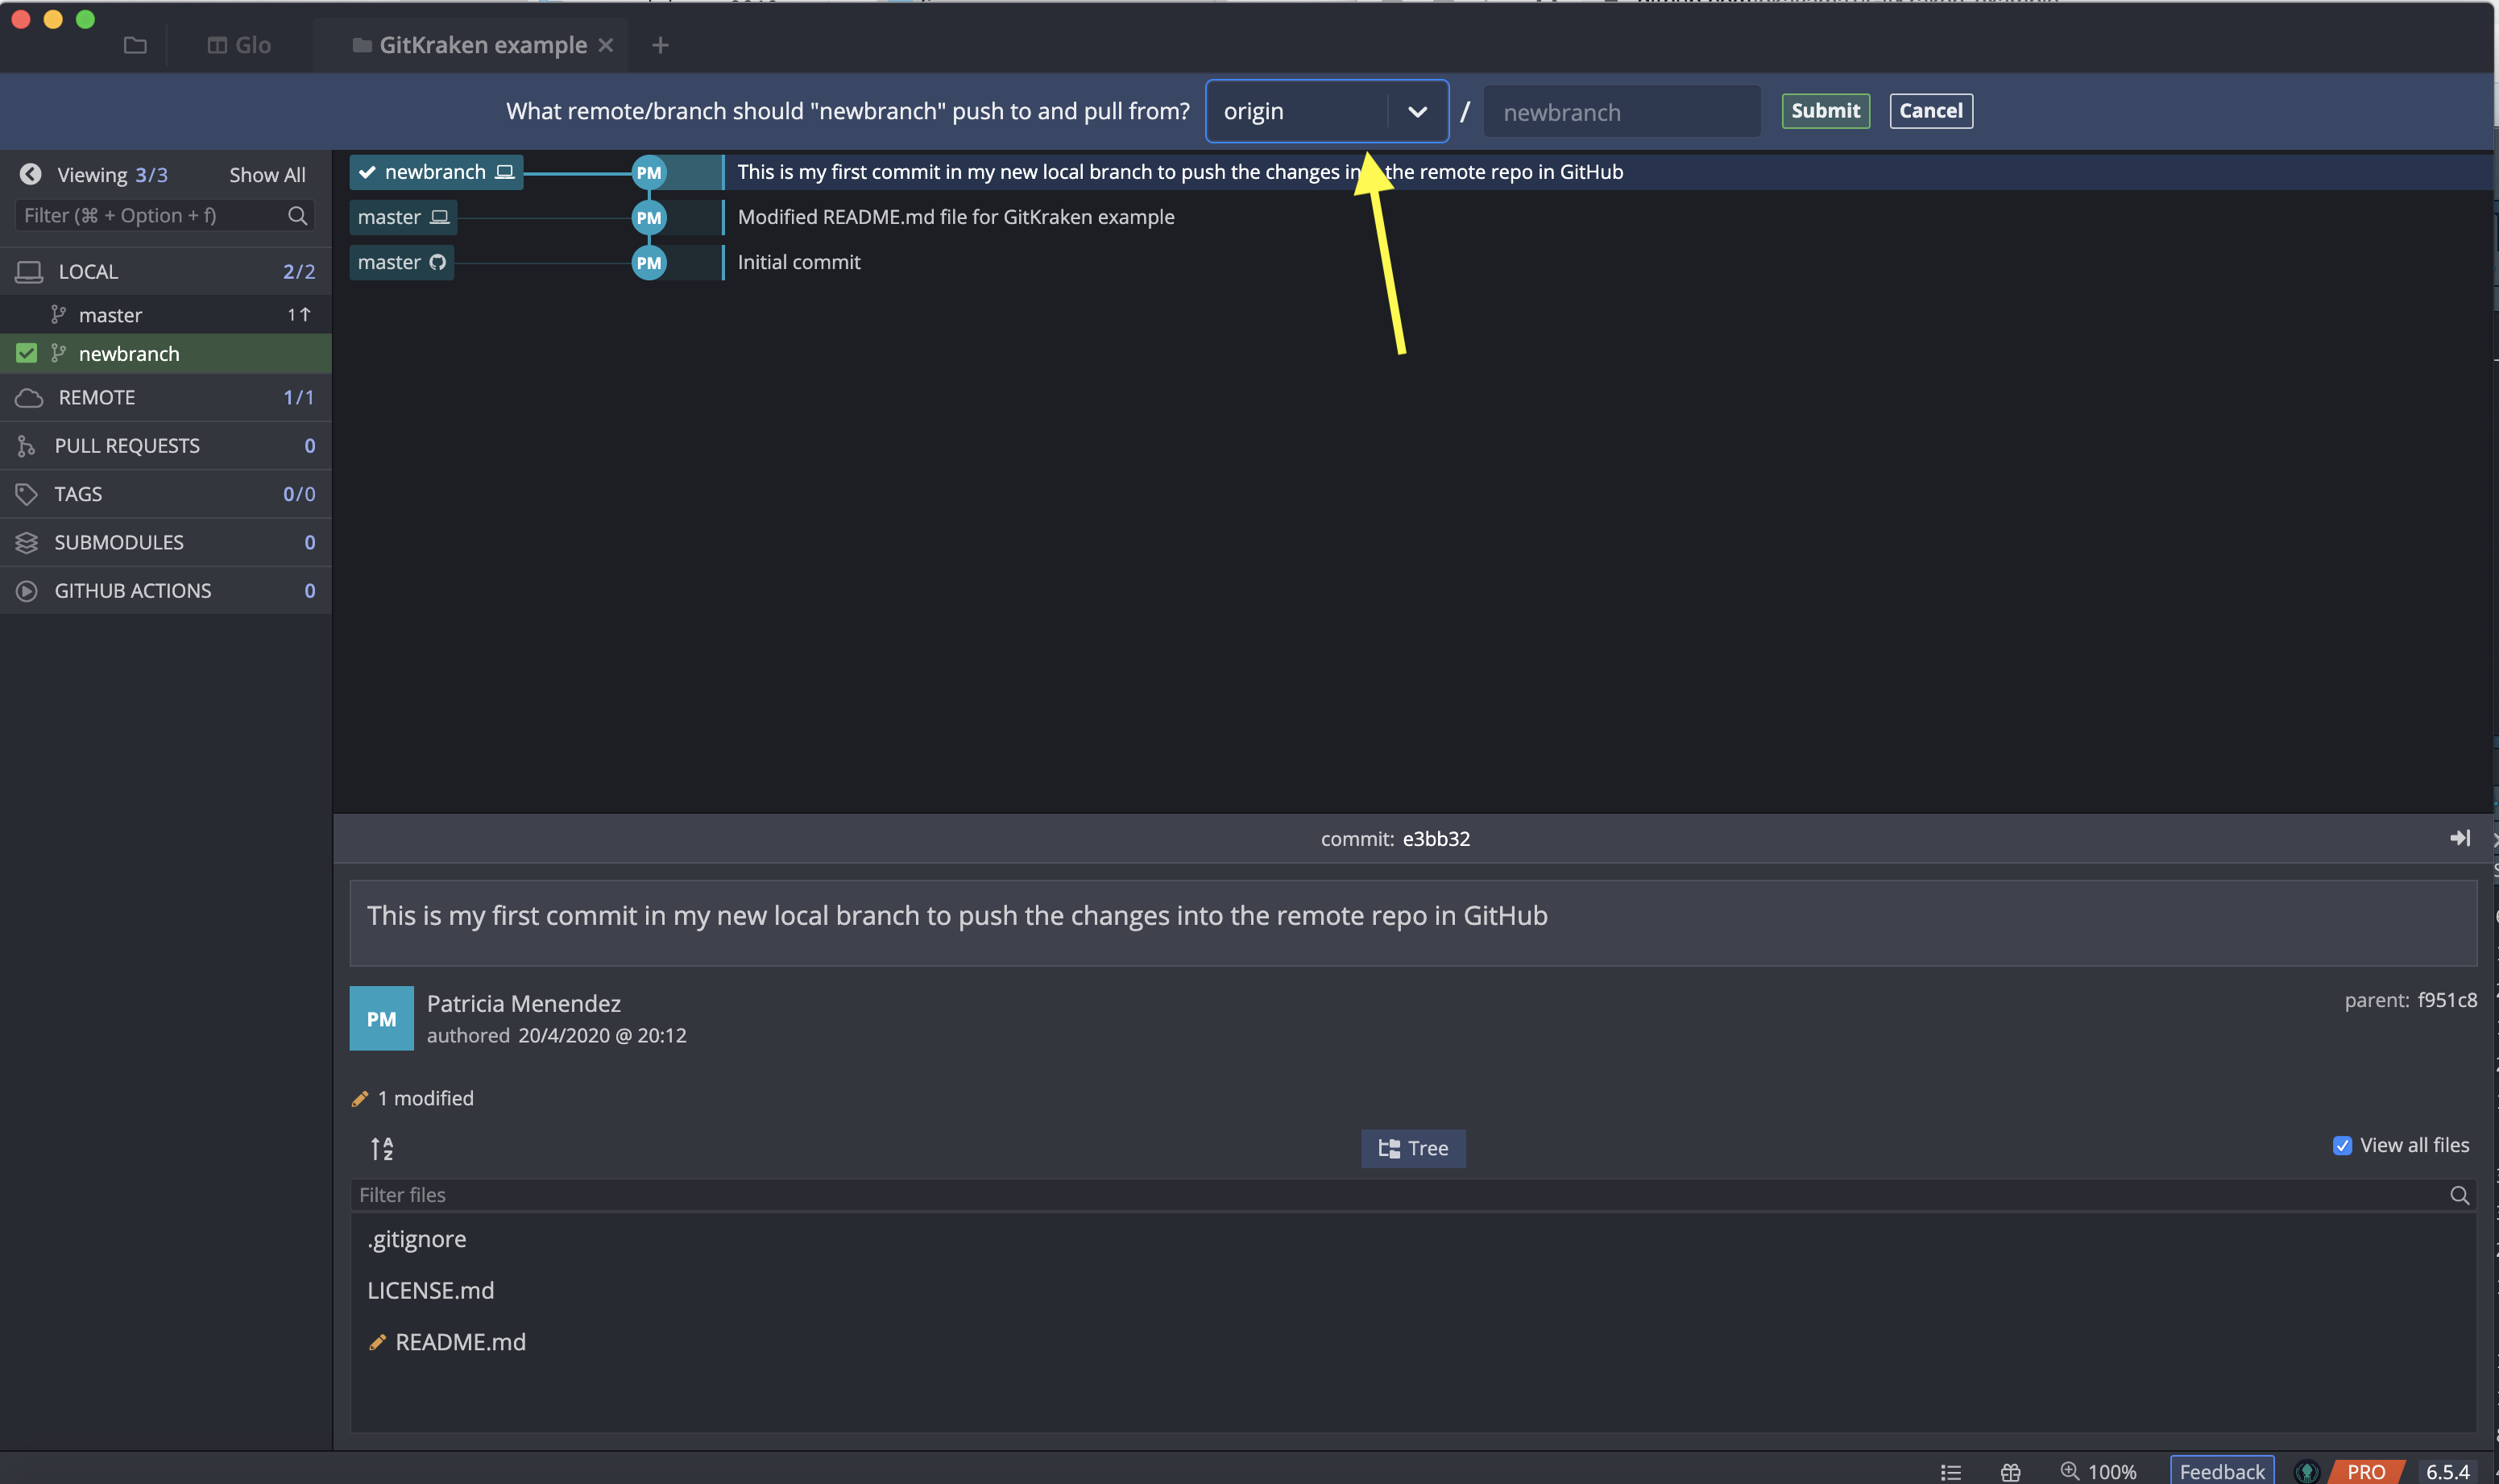 Glo
GitKraken example
What remote/branch should "newbranch" push to and pull from? origin / newbranch Submit Cancel
Viewing 3/3 Show All
Filter (⌘ + Option + f)
LOCAL 2/2
master 1↑
newbranch
REMOTE 1/1
PULL REQUESTS 0
TAGS 0/0
SUBMODULES 0
GITHUB ACTIONS 0
newbranch PM This is my first commit in my new local branch to push the changes in the remote repo in GitHub
master PM Modified README.md file for GitKraken example
master PM Initial commit
commit: e3bb32
This is my first commit in my new local branch to push the changes into the remote repo in GitHub
PM
Patricia Menendez
authored 20/4/2020 @ 20:12
parent: f951c8
1 modified
A
Z
Tree
View all files
Filter files
.gitignore
LICENSE.md
README.md
100% Feedback PRO 6.5.4